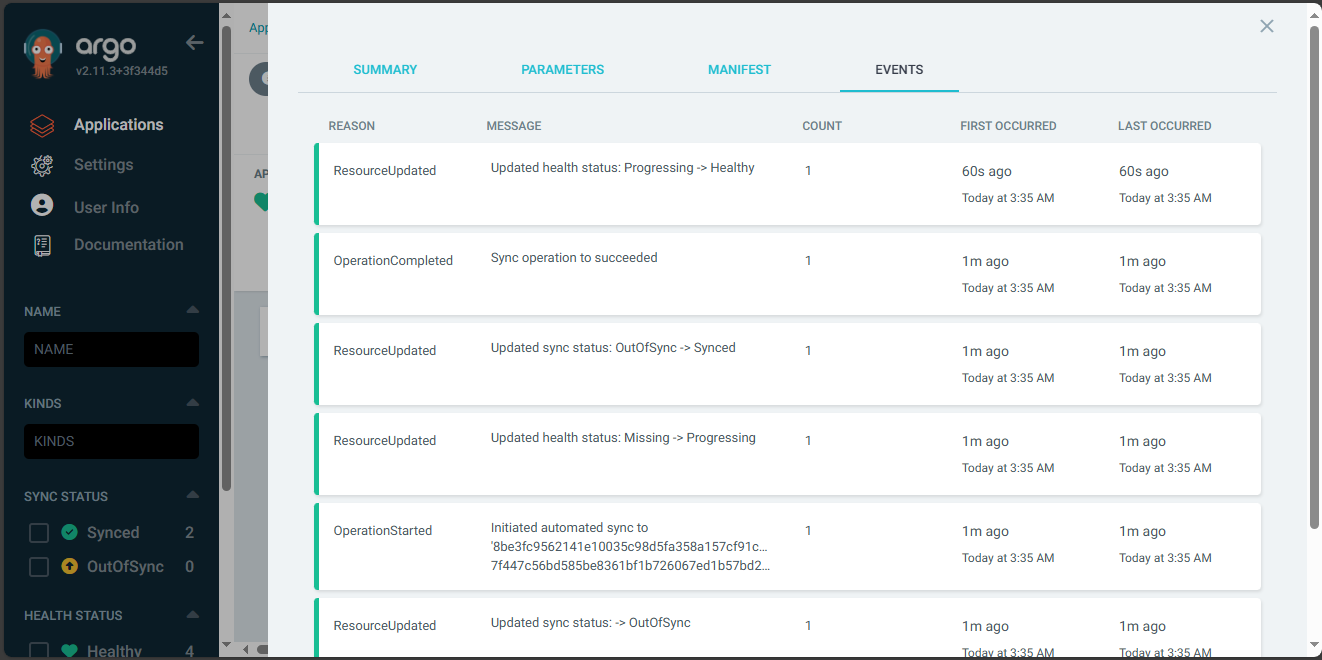 argo
v2.11.3+3f344d5
Applications
Settings
User Info
Documentation
NAME
NAME
KINDS
KINDS
SYNC STATUS
Synced 2
OutOfSync 0
HEALTH STATUS
Healthy 4
App
AP
SUMMARY PARAMETERS MANIFEST EVENTS
REASON MESSAGE COUNT FIRST OCCURRED LAST OCCURRED
ResourceUpdated Updated health status: Progressing -> Healthy 1 60s ago 60s ago
Today at 3:35 AM Today at 3:35 AM
OperationCompleted Sync operation to succeeded 1 1m ago 1m ago
Today at 3:35 AM Today at 3:35 AM
ResourceUpdated Updated sync status: OutOfSync -> Synced 1 1m ago 1m ago
Today at 3:35 AM Today at 3:35 AM
ResourceUpdated Updated health status: Missing -> Progressing 1 1m ago 1m ago
Today at 3:35 AM Today at 3:35 AM
OperationStarted Initiated automated sync to 1 1m ago 1m ago
'8be3fc9562141e10035c98d5fa358a157cf91c... Today at 3:35 AM Today at 3:35 AM
7f447c56bd585be8361bf1b726067ed1b57bd2...
ResourceUpdated Updated sync status: -> OutOfSync 1 1m ago 1m ago
Today at 3:35 AM Today at 3:35 AM